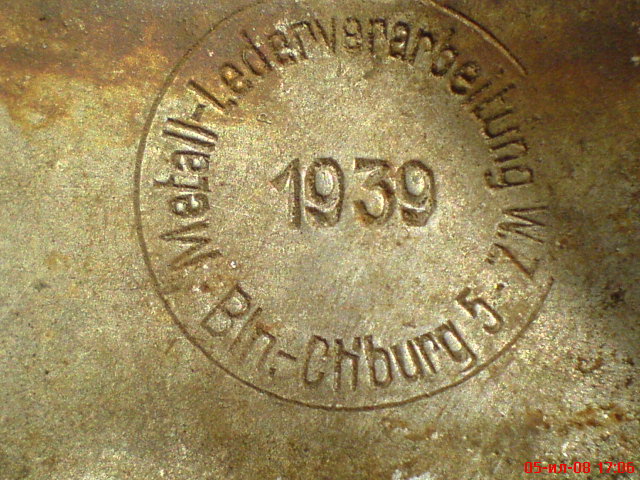 Metall-Lederverarbeitung W.Z.
1939
Bln.-Ch'burg 5
05-ил-08 17:06